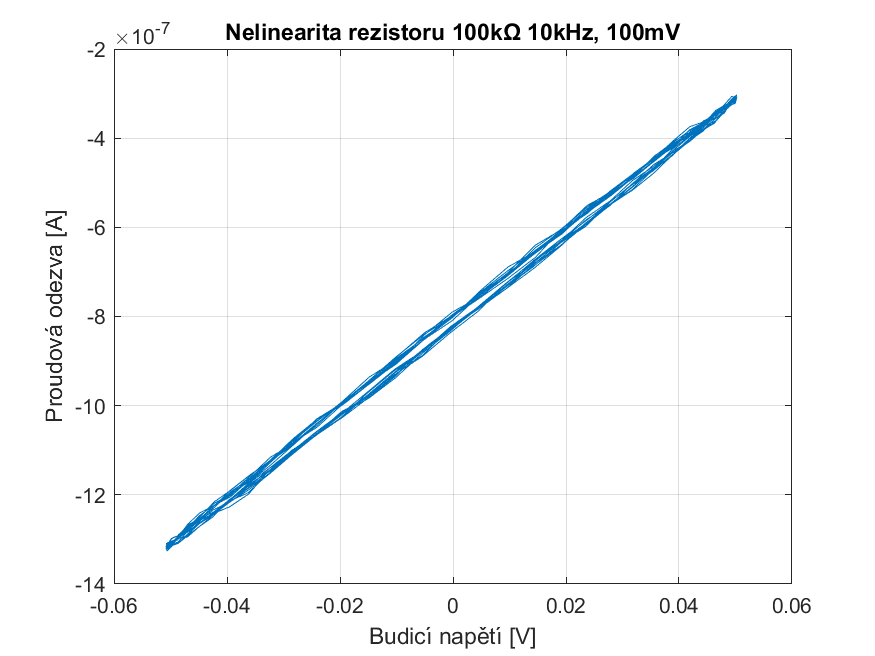 Nelinearita rezistoru 100kΩ 10kHz, 100mV
×10⁻⁷
-2
-4
-6
-8
-10
-12
-14
-0.06 -0.04 -0.02 0 0.02 0.04 0.06
Budicí napětí [V]
Proudová odezva [A]